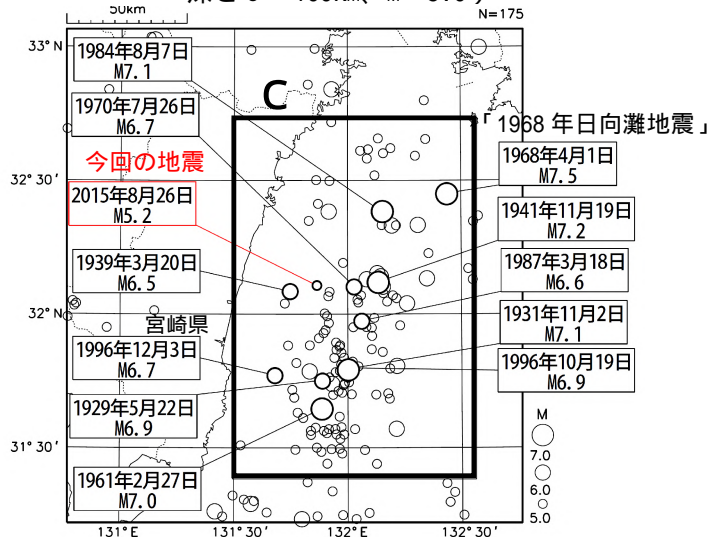 50km
N=175
33°N
1984年8月7日
M7.1
C
1970年7月26日
M6.7
「1968年日向灘地震」
今回の地震
1968年4月1日
M7.5
32°30′
2015年8月26日
M5.2
1941年11月19日
M7.2
1939年3月20日
M6.5
1987年3月18日
M6.6
32°N
宮崎県
1931年11月2日
M7.1
1996年12月3日
M6.7
1996年10月19日
M6.9
1929年5月22日
M6.9
M
7.0
6.0
5.0
31°30′
1961年2月27日
M7.0
131°E
131°30′
132°E
132°30′